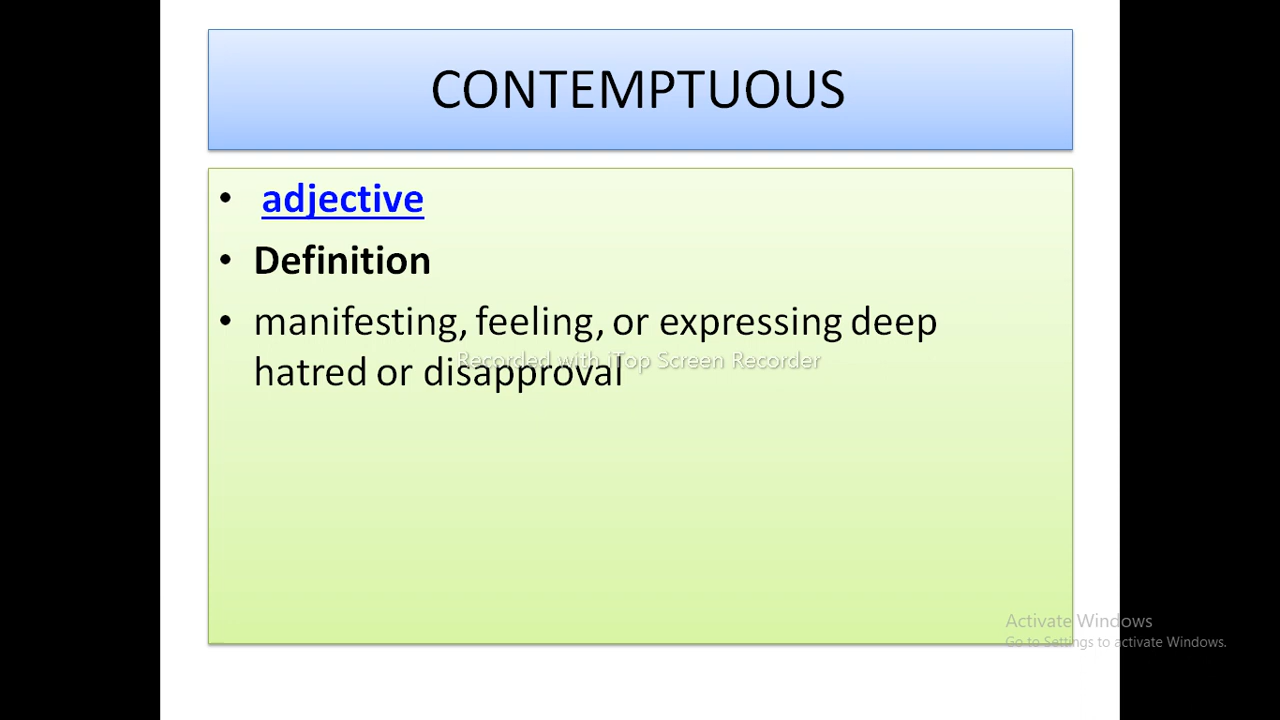 CONTEMPTUOUS
• adjective
• Definition
• manifesting, feeling, or expressing deep
hatred or disapproval
Recorded with iTop Screen Recorder
Activate Windows
Go to Settings to activate Windows.